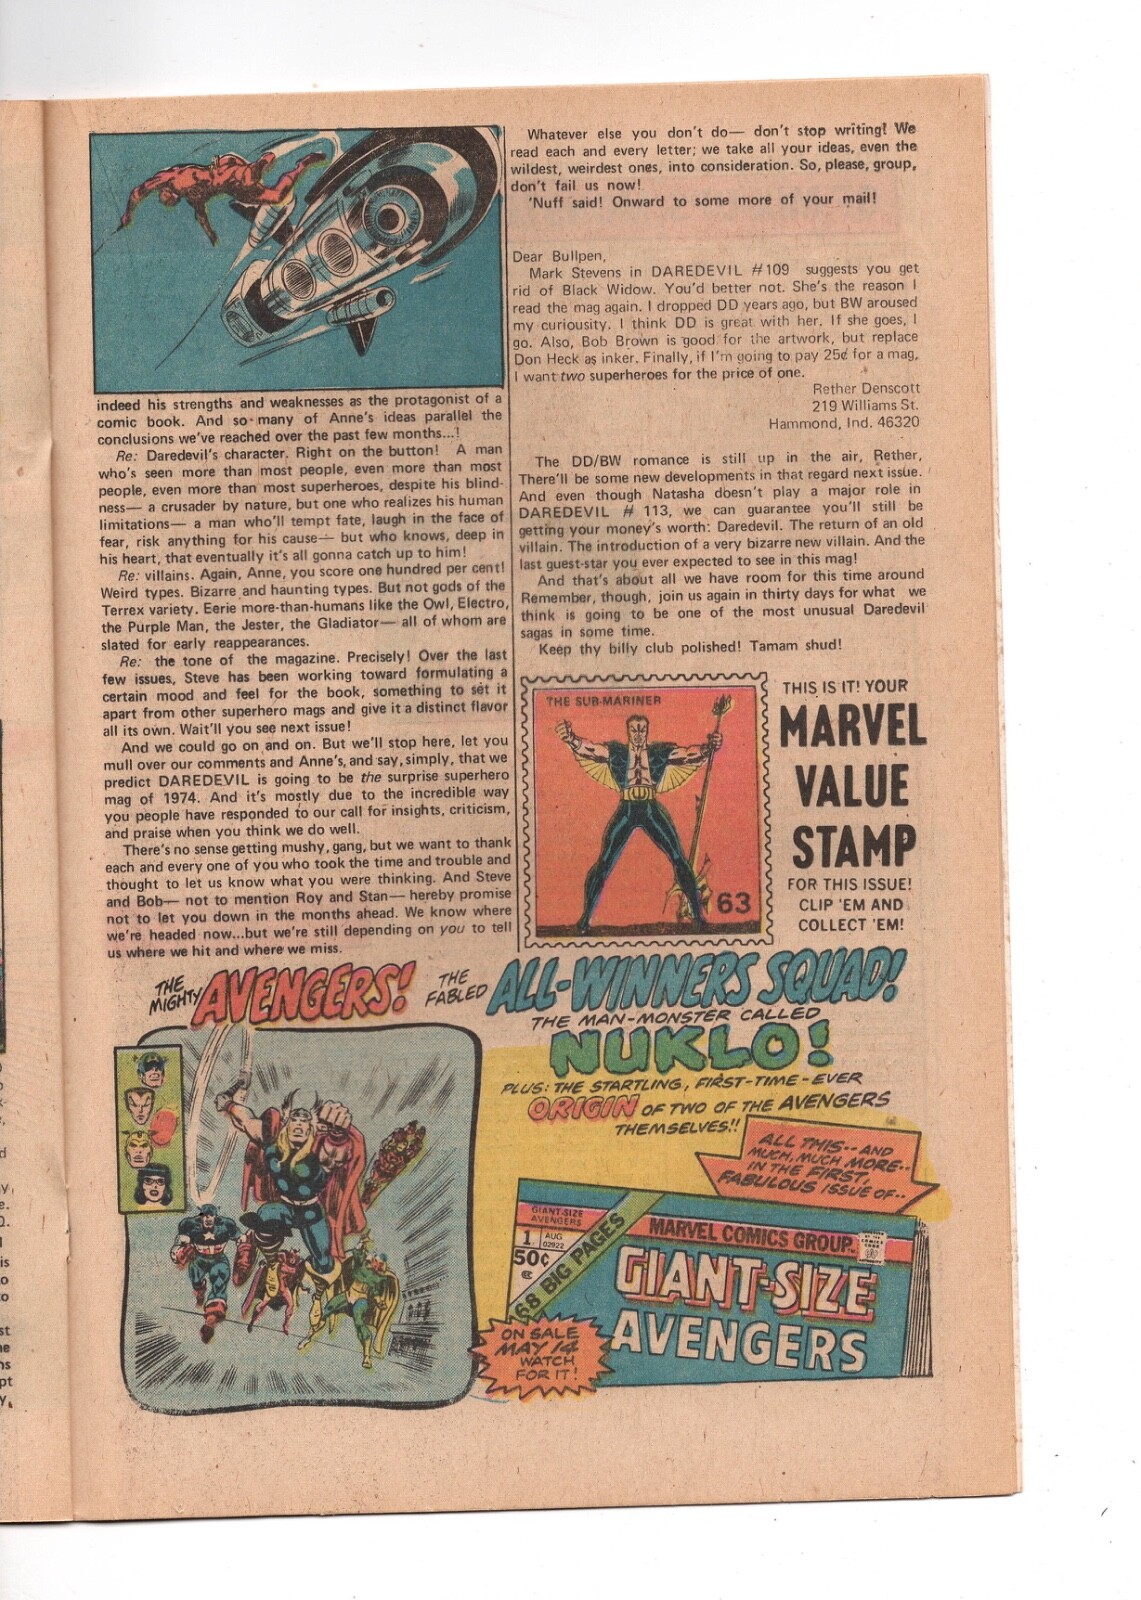 indeed his strengths and weaknesses as the protagonist of a
comic book. And so many of Anne's ideas parallel the
conclusions we've reached over the past few months...!
Re: Daredevil's character. Right on the button! A man
who's seen more than most people, even more than most
people, even more than most superheroes, despite his blind-
ness— a crusader by nature, but one who realizes his human
limitations— a man who'll tempt fate, laugh in the face of
fear, risk anything for his cause— but who knows, deep in
his heart, that eventually it's all gonna catch up to him!
Re: villains. Again, Anne, you score one hundred per cent!
Weird types. Bizarre and haunting types. But not gods of the
Terrex variety. Eerie more-than-humans like the Owl, Electro,
the Purple Man, the Jester, the Gladiator— all of whom are
slated for early reappearances.
Re: the tone of the magazine. Precisely! Over the last
few issues, Steve has been working toward formulating a
certain mood and feel for the book, something to set it
apart from other superhero mags and give it a distinct flavor
all its own. Wait'll you see next issue!
And we could go on and on. But we'll stop here, let you
mull over our comments and Anne's, and say, simply, that we
predict DAREDEVIL is going to be the surprise superhero
mag of 1974. And it's mostly due to the incredible way
you people have responded to our call for insights, criticism,
and praise when you think we do well.
There's no sense getting mushy, gang, but we want to thank
each and every one of you who took the time and trouble and
thought to let us know what you were thinking. And Steve
and Bob— not to mention Roy and Stan— hereby promise
not to let you down in the months ahead. We know where
we're headed now...but we're still depending on you to tell
us where we hit and where we miss.
Whatever else you don't do— don't stop writing! We
read each and every letter; we take all your ideas, even the
wildest, weirdest ones, into consideration. So, please, group,
don't fail us now!
'Nuff said! Onward to some more of your mail!
Dear Bullpen,
Mark Stevens in DAREDEVIL #109 suggests you get
rid of Black Widow. You'd better not. She's the reason I
read the mag again. I dropped DD years ago, but BW aroused
my curiousity. I think DD is great with her. If she goes, I
go. Also, Bob Brown is good for the artwork, but replace
Don Heck as inker. Finally, if I'm going to pay 25¢ for a mag,
I want two superheroes for the price of one.
Rether Denscott
219 Williams St.
Hammond, Ind. 46320
The DD/BW romance is still up in the air, Rether,
There'll be some new developments in that regard next issue.
And even though Natasha doesn't play a major role in
DAREDEVIL # 113, we can guarantee you'll still be
getting your money's worth: Daredevil. The return of an old
villain. The introduction of a very bizarre new villain. And the
last guest-star you ever expected to see in this mag!
And that's about all we have room for this time around
Remember, though, join us again in thirty days for what we
think is going to be one of the most unusual Daredevil
sagas in some time.
Keep thy billy club polished! Tamam shud!
THE SUB-MARINER
63
THIS IS IT! YOUR
MARVEL
VALUE
STAMP
FOR THIS ISSUE!
CLIP 'EM AND
COLLECT 'EM!
THE MIGHTY AVENGERS! THE FABLED ALL-WINNERS SQUAD!
THE MAN-MONSTER CALLED
NUKLO!
PLUS: THE STARTLING, FIRST-TIME-EVER
ORIGIN OF TWO OF THE AVENGERS
THEMSELVES!!
ALL THIS-- AND
MUCH, MUCH MORE--
IN THE FIRST,
FABULOUS ISSUE OF--
GIANT-SIZE
AVENGERS
1 AUG
02922
50¢
68 BIG PAGES
MARVEL COMICS GROUP
GIANT-SIZE
AVENGERS
ON SALE
MAY 14
WATCH
FOR IT!